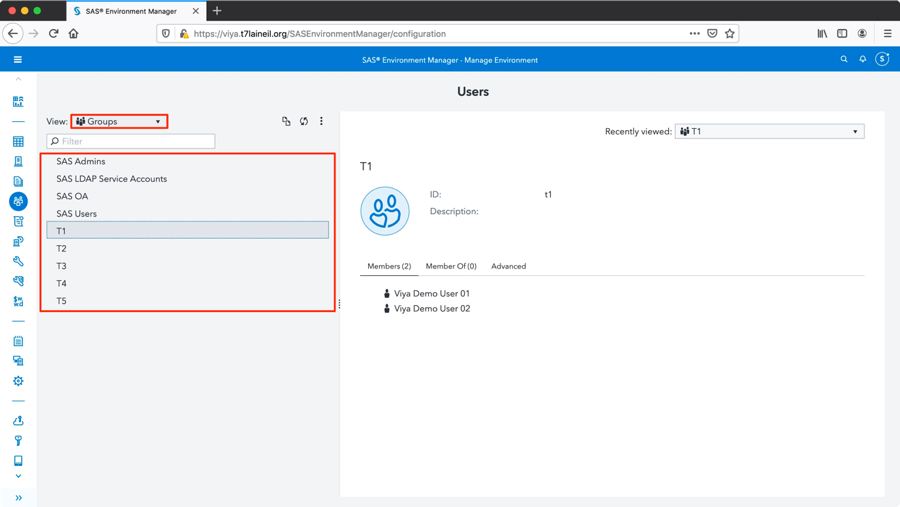 SAS® Environment Manager
https://viya.t7laineil.org/SASEnvironmentManager/configuration
SAS® Environment Manager - Manage Environment
S
Users
View: Groups
Filter
SAS Admins
SAS LDAP Service Accounts
SAS OA
SAS Users
T1
T2
T3
T4
T5
Recently viewed: T1
T1
ID: t1
Description:
Members (2) Member Of (0) Advanced
Viya Demo User 01
Viya Demo User 02